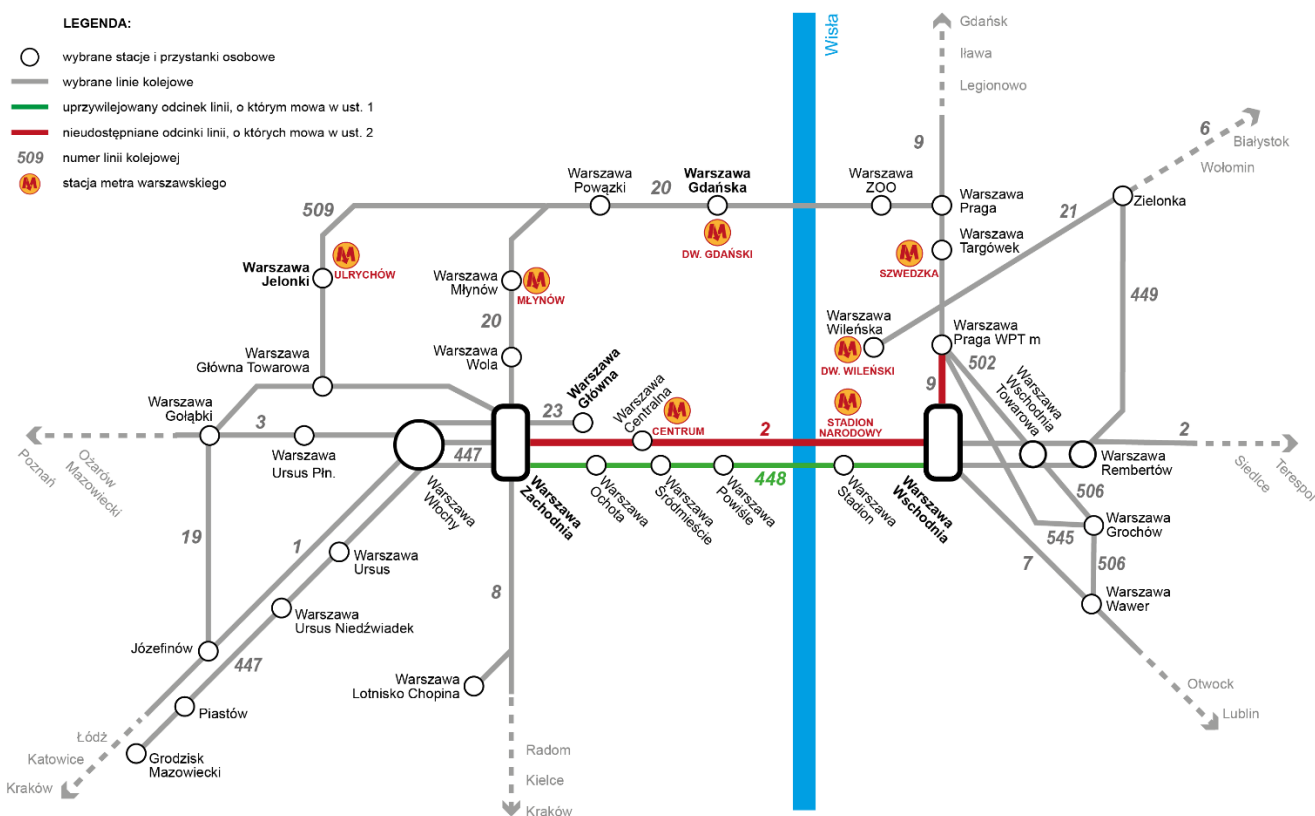 LEGENDA:
wybrane stacje i przystanki osobowe
wybrane linie kolejowe
uprzywilejowany odcinek linii, o którym mowa w ust. 1
nieudostępniane odcinki linii, o których mowa w ust. 2
509 numer linii kolejowej
stacja metra warszawskiego
Wisła
Gdańsk
Iława
Legionowo
9
6
Białystok
Wołomin
Zielonka
21
449
509
Warszawa
Powązki
20
Warszawa
Gdańska
DW. GDAŃSKI
Warszawa
ZOO
Warszawa
Praga
Warszawa
Targówek
SZWEDZKA
Warszawa
Jelonki
ULRYCHÓW
Warszawa
Młynów
MŁYNÓW
20
Warszawa
Wola
Warszawa
Wileńska
DW. WILEŃSKI
Warszawa
Praga WPT m
502
9
Warszawa
Główna Towarowa
Warszawa
Gołąbki
3
Warszawa
Ursus Płn.
Poznań
Ożarów
Mazowiecki
23
Warszawa
Główna
Warszawa
Centralna
CENTRUM
2
STADION
NARODOWY
Warszawa
Wschodnia
Towarowa
2
Siedlce
Terespol
Warszawa
Rembertów
447
Warszawa
Włochy
Warszawa
Zachodnia
Warszawa
Ochota
Warszawa
Śródmieście
Warszawa
Powiśle
448
Warszawa
Stadion
Warszawa
Wschodnia
506
Warszawa
Grochów
545
506
7
Warszawa
Wawer
Otwock
Lublin
19
1
Warszawa
Ursus
Warszawa
Ursus Niedźwiadek
8
Józefinów
447
Warszawa
Lotnisko Chopina
Piastów
Grodzisk
Mazowiecki
Łódź
Katowice
Kraków
Radom
Kielce
Kraków